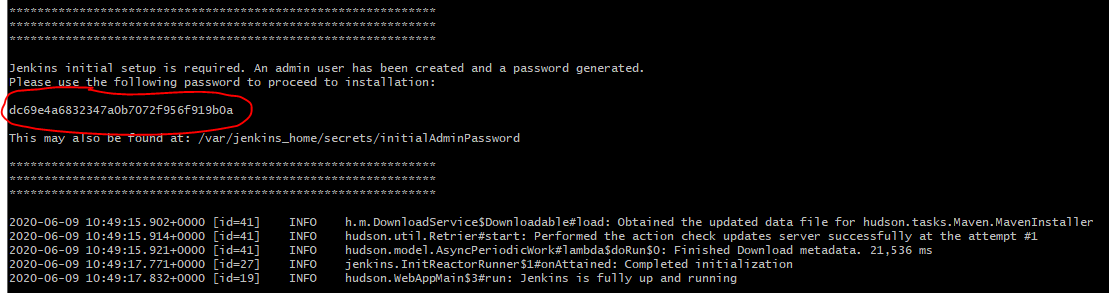 *************************************************************
*************************************************************
*************************************************************
Jenkins initial setup is required. An admin user has been created and a password generated.
Please use the following password to proceed to installation:
dc69e4a6832347a0b7072f956f919b0a
This may also be found at: /var/jenkins_home/secrets/initialAdminPassword
*************************************************************
*************************************************************
*************************************************************
2020-06-09 10:49:15.902+0000 [id=41]    INFO    h.m.DownloadService$Downloadable#load: Obtained the updated data file for hudson.tasks.Maven.MavenInstaller
2020-06-09 10:49:15.914+0000 [id=41]    INFO    hudson.util.Retrier#start: Performed the action check updates server successfully at the attempt #1
2020-06-09 10:49:15.921+0000 [id=41]    INFO    hudson.model.AsyncPeriodicWork#lambda$doRun$0: Finished Download metadata. 21,536 ms
2020-06-09 10:49:17.771+0000 [id=27]    INFO    jenkins.InitReactorRunner$1#onAttained: Completed initialization
2020-06-09 10:49:17.832+0000 [id=19]    INFO    hudson.WebAppMain$3#run: Jenkins is fully up and running